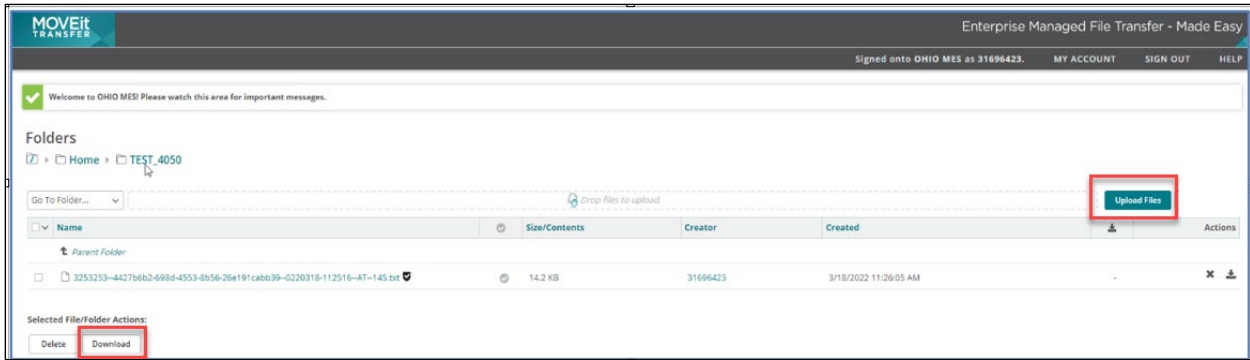 MOVEit
TRANSFER
Enterprise Managed File Transfer - Made Easy
Signed onto OHIO MES as 31696423. MY ACCOUNT SIGN OUT HELP
Welcome to OHIO MES! Please watch this area for important messages.
Folders
Home TEST_4050
Go To Folder... Drop files to upload. Upload Files
Name Size/Contents Creator Created Actions
Parent Folder
3253253--4427b6b2-698d-4553-8b56-26e191cabb39--0220318-112516--AT--145.txt 14.2 KB 31696423 3/18/2022 11:26:05 AM -
Selected File/Folder Actions:
Delete Download